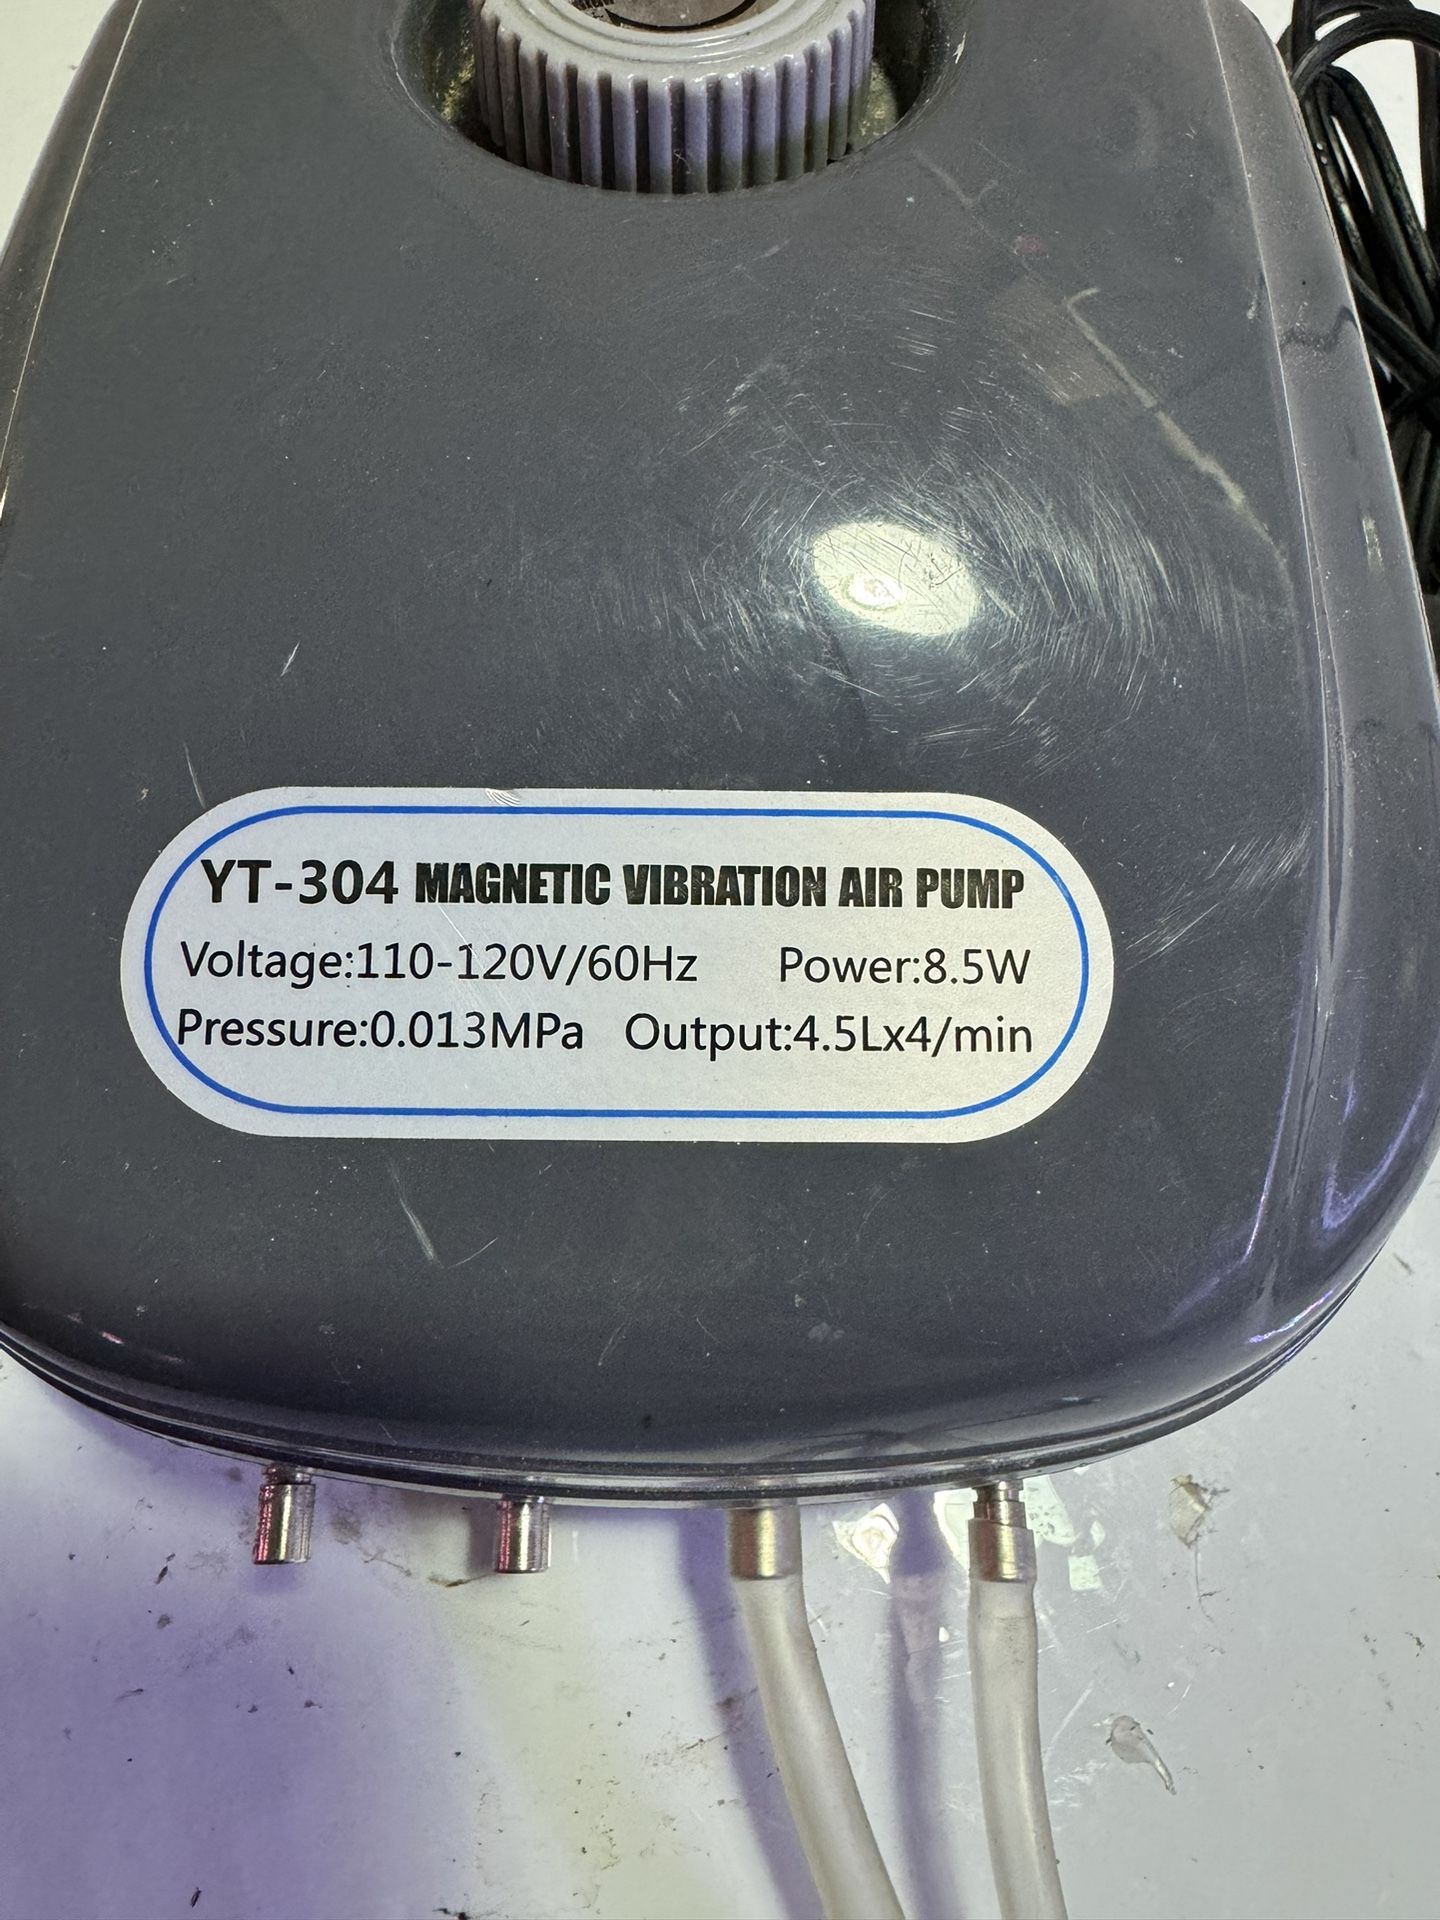 YT-304 MAGNETIC VIBRATION AIR PUMP
Voltage:110-120V/60Hz Power:8.5W
Pressure:0.013MPa Output:4.5Lx4/min